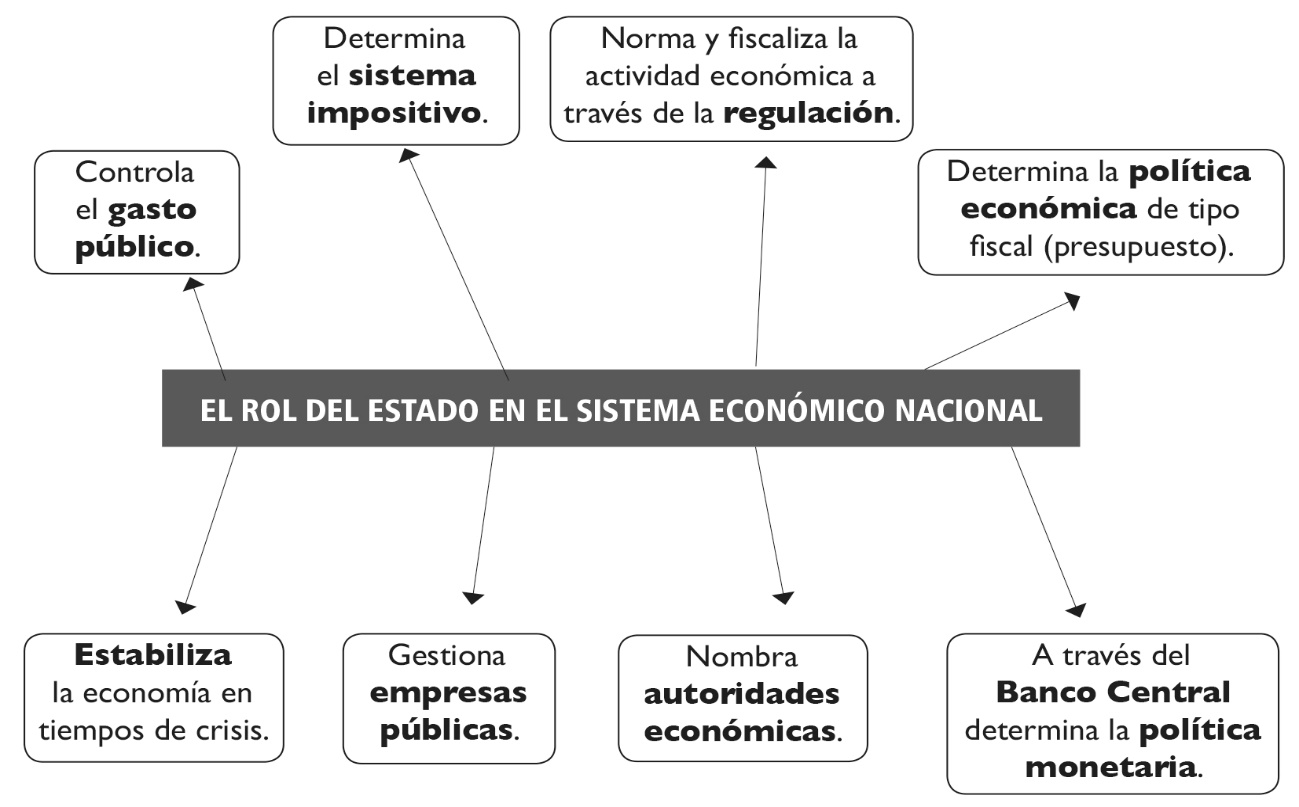 Determina
el sistema
impositivo.
Norma y fiscaliza la
actividad económica a
través de la regulación.
Controla
el gasto
público.
Determina la política
económica de tipo
fiscal (presupuesto).
EL ROL DEL ESTADO EN EL SISTEMA ECONÓMICO NACIONAL
Estabiliza
la economía en
tiempos de crisis.
Gestiona
empresas
públicas.
Nombra
autoridades
económicas.
A través del
Banco Central
determina la política
monetaria.